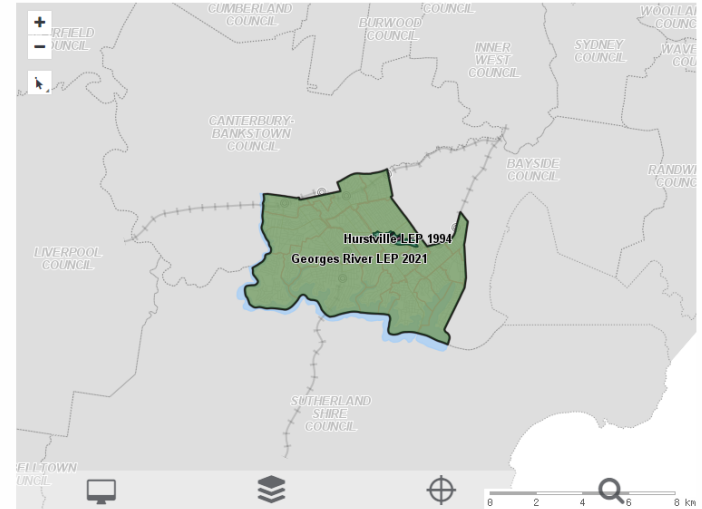 CUMBERLAND
COUNCIL
COUNCIL
WOOLLA
COUNC
BURWOOD
COUNCIL
+
RFIELD
OUNCIL
−
INNER
WEST
COUNCIL
SYDNEY
COUNCIL
WAVE
COU
CANTERBURY-
BANKSTOWN
COUNCIL
BAYSIDE
COUNCIL
RANDWI
COUNC
Hurstville LEP 1994
LIVERPOOL
COUNCIL
Georges River LEP 2021
SUTHERLAND
SHIRE
COUNCIL
BELLTOWN
UNCIL
0 2 4 6 8 km